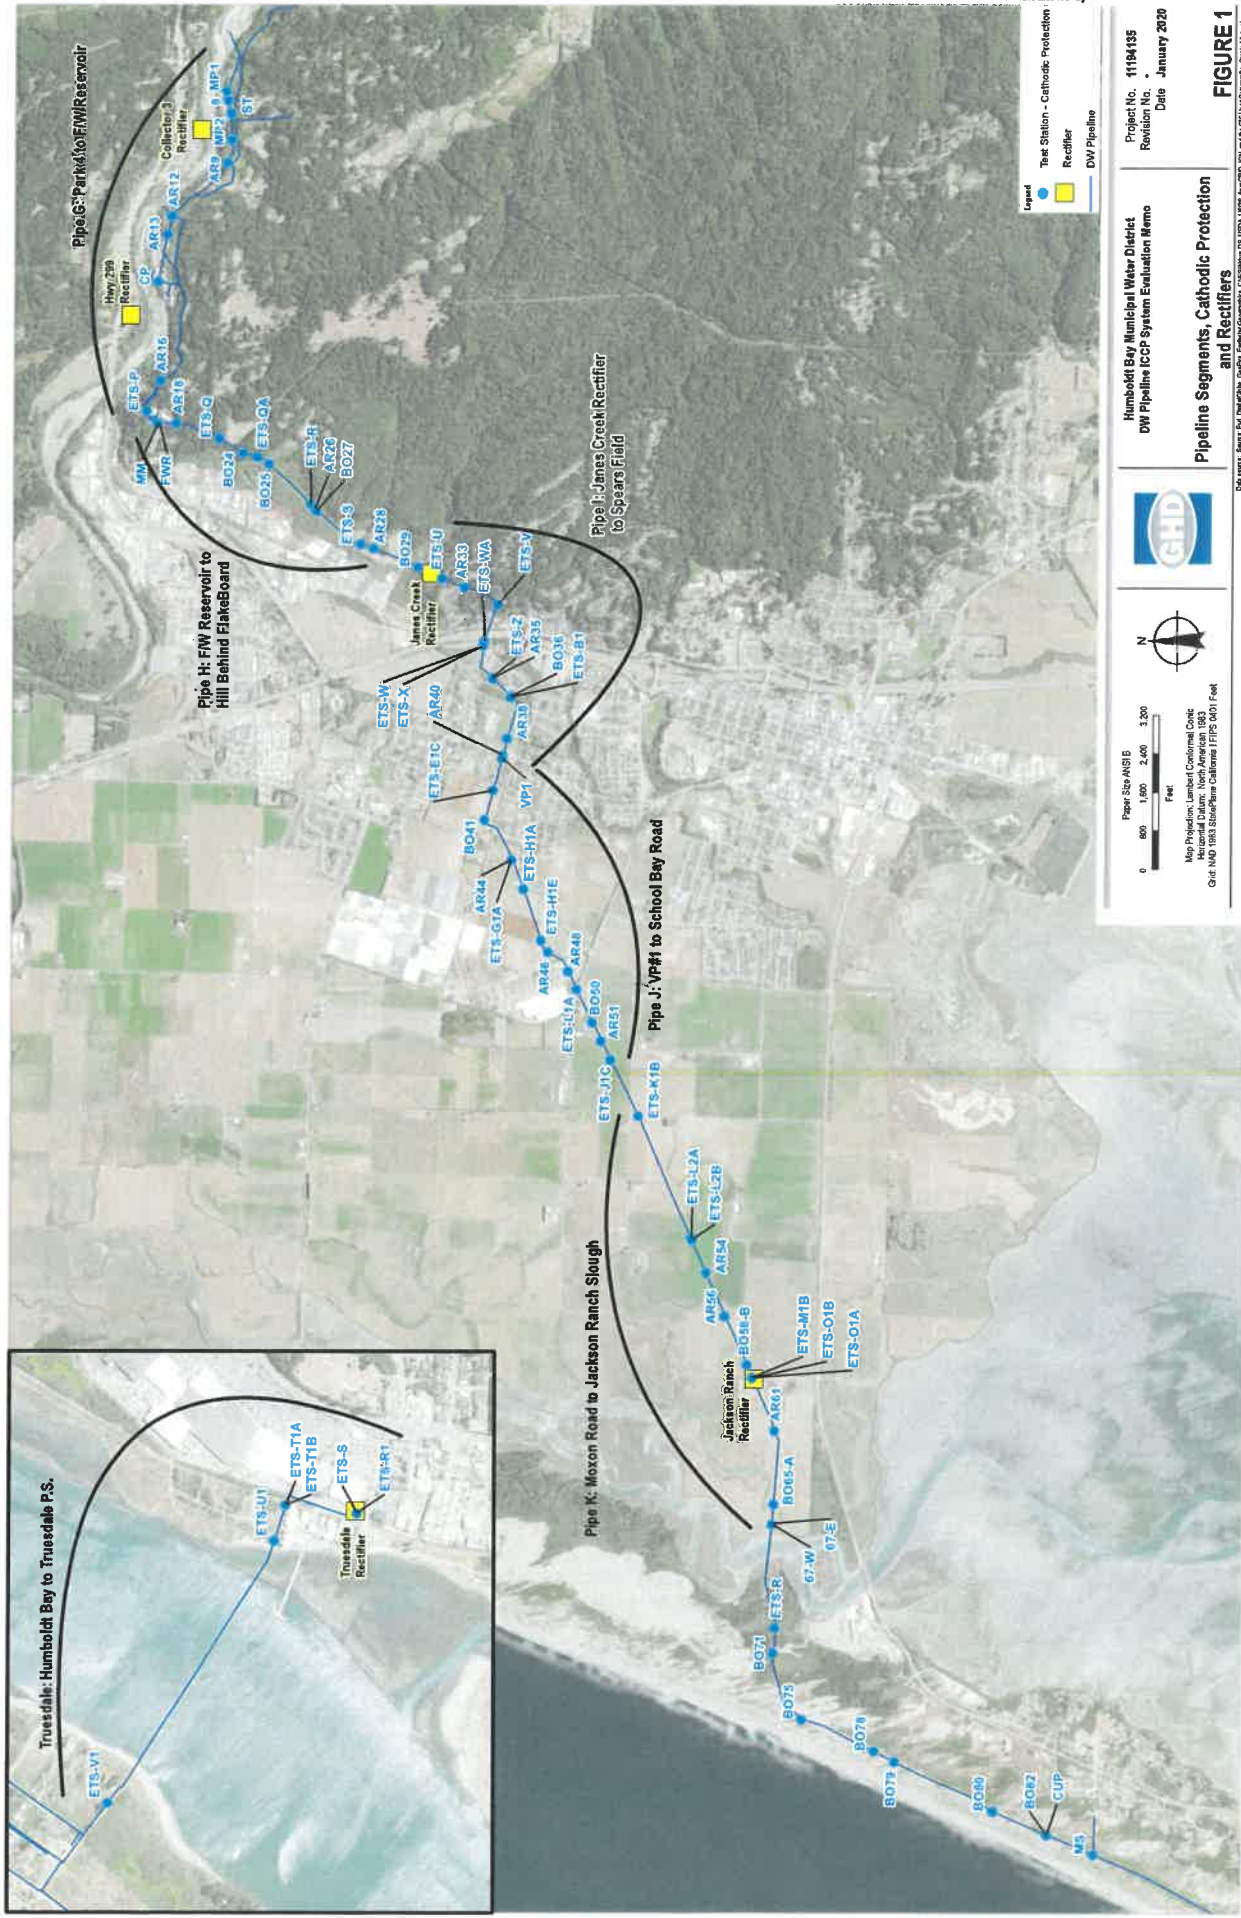 Truesdale: Humboldt Bay to Truesdale P.S.
ETS-V1
ETS-U1
ETS-T1A
ETS-T1B
ETS-S
ETS-R1
Truesdale
Rectifier
Pipe G: Park 4 to F/W Reservoir
Collector 3
Rectifier
MP1
6
ST
MP2
AR9
AR12
AR13
CP
Hwy 299
Rectifier
AR16
ETS-P
AR18
MM
FWR
ETS-Q
BO24
ETS-QA
BO25
ETS-R
AR26
BO27
ETS-S
AR28
BO29
ETS-U
Pipe H: F/W Reservoir to
Hill Behind FlakeBoard
Janes Creek
Rectifier
AR33
ETS-WA
ETS-V
Pipe I: Janes Creek Rectifier
to Spears Field
ETS-W
ETS-X
ETS-Z
AR35
BO36
ETS-B1
AR38
AR40
VP1
ETS-E1C
BO41
AR44
ETS-G1A
ETS-H1A
ETS-H1E
AR46
AR48
ETS-L1A
BO50
AR51
ETS-J1C
Pipe J: VP#1 to School Bay Road
ETS-K1B
ETS-L2A
ETS-L2B
AR54
AR56
BO58-B
Pipe K: Moxon Road to Jackson Ranch Slough
Jackson Ranch
Rectifier
ETS-M1B
ETS-O1B
ETS-O1A
AR61
BO65-A
67-W
67-E
ETS-R
BO71
BO75
BO78
BO79
BO80
BO82
CUP
M5
Legend
Test Station - Cathodic Protection
Rectifier
DW Pipeline
Paper Size ANSI B
0 800 1,600 2,400 3,200
Feet
Map Projection: Lambert Conformal Conic
Horizontal Datum: North American 1983
Grid: NAD 1983 StatePlane California I FIPS 0401 Feet
N
GHD
Humboldt Bay Municipal Water District
DW Pipeline ICCP System Evaluation Memo
Pipeline Segments, Cathodic Protection
and Rectifiers
Project No. 11194135
Revision No. -
Date January 2020
FIGURE 1